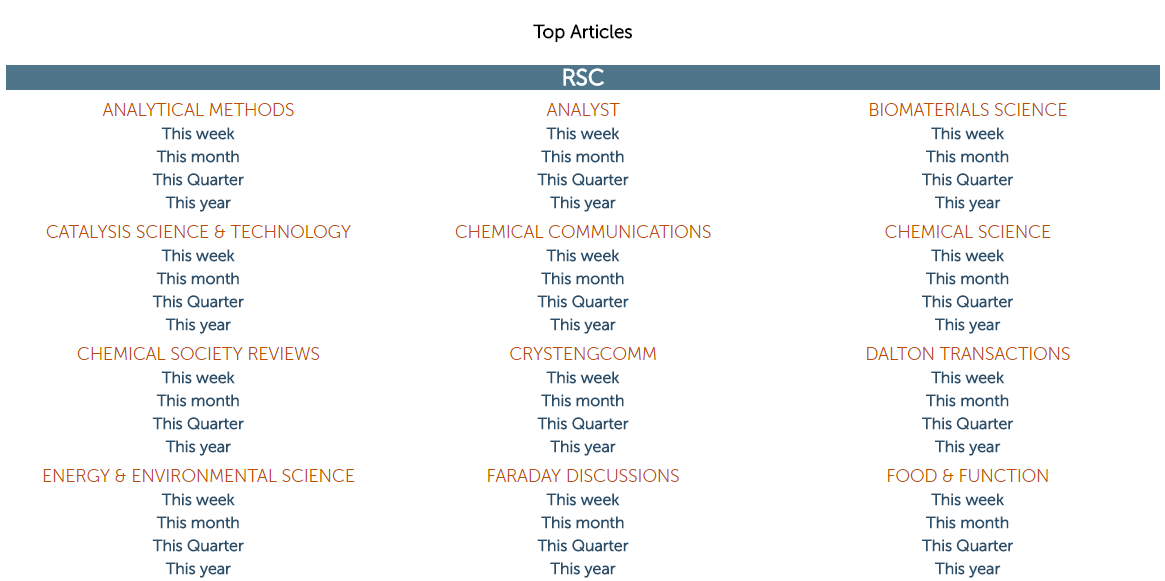 Top Articles
RSC
ANALYTICAL METHODS ANALYST BIOMATERIALS SCIENCE
This week This week This week
This month This month This month
This Quarter This Quarter This Quarter
This year This year This year
CATALYSIS SCIENCE & TECHNOLOGY CHEMICAL COMMUNICATIONS CHEMICAL SCIENCE
This week This week This week
This month This month This month
This Quarter This Quarter This Quarter
This year This year This year
CHEMICAL SOCIETY REVIEWS CRYSTENGCOMM DALTON TRANSACTIONS
This week This week This week
This month This month This month
This Quarter This Quarter This Quarter
This year This year This year
ENERGY & ENVIRONMENTAL SCIENCE FARADAY DISCUSSIONS FOOD & FUNCTION
This week This week This week
This month This month This month
This Quarter This Quarter This Quarter
This year This year This year